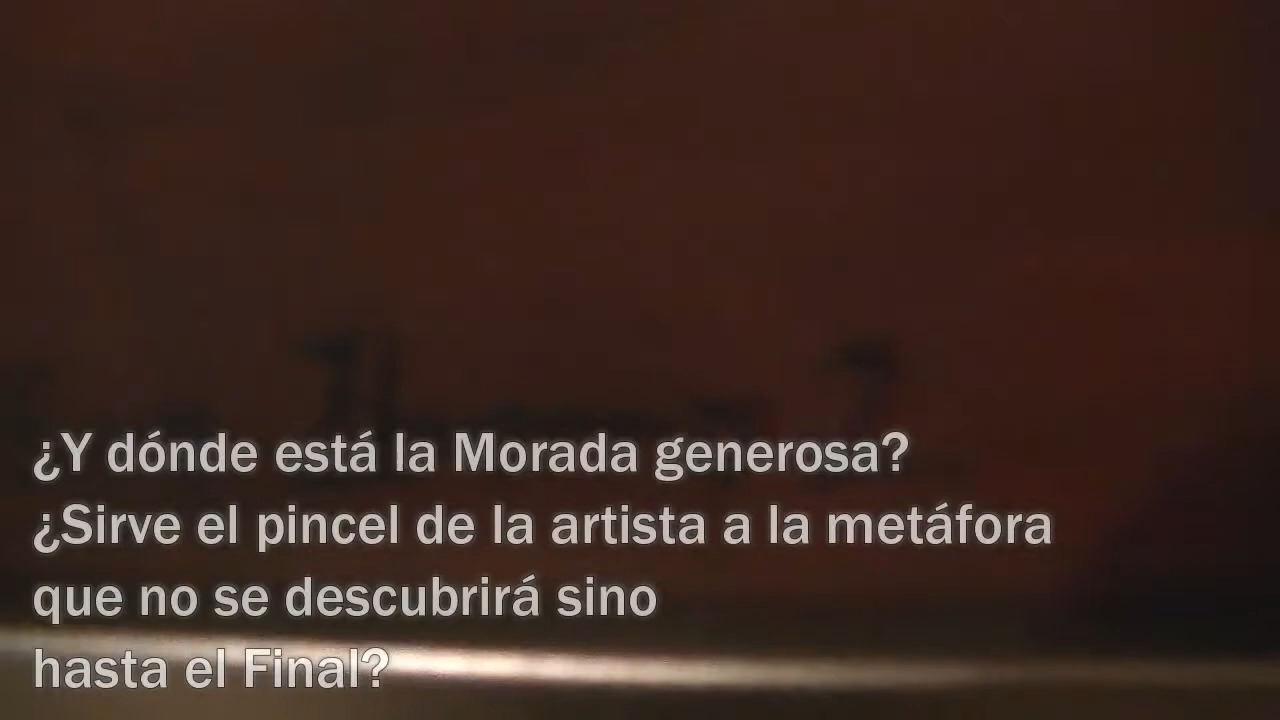 ¿Y dónde está la Morada generosa?
¿Sirve el pincel de la artista a la metáfora
que no se descubrirá sino
hasta el Final?